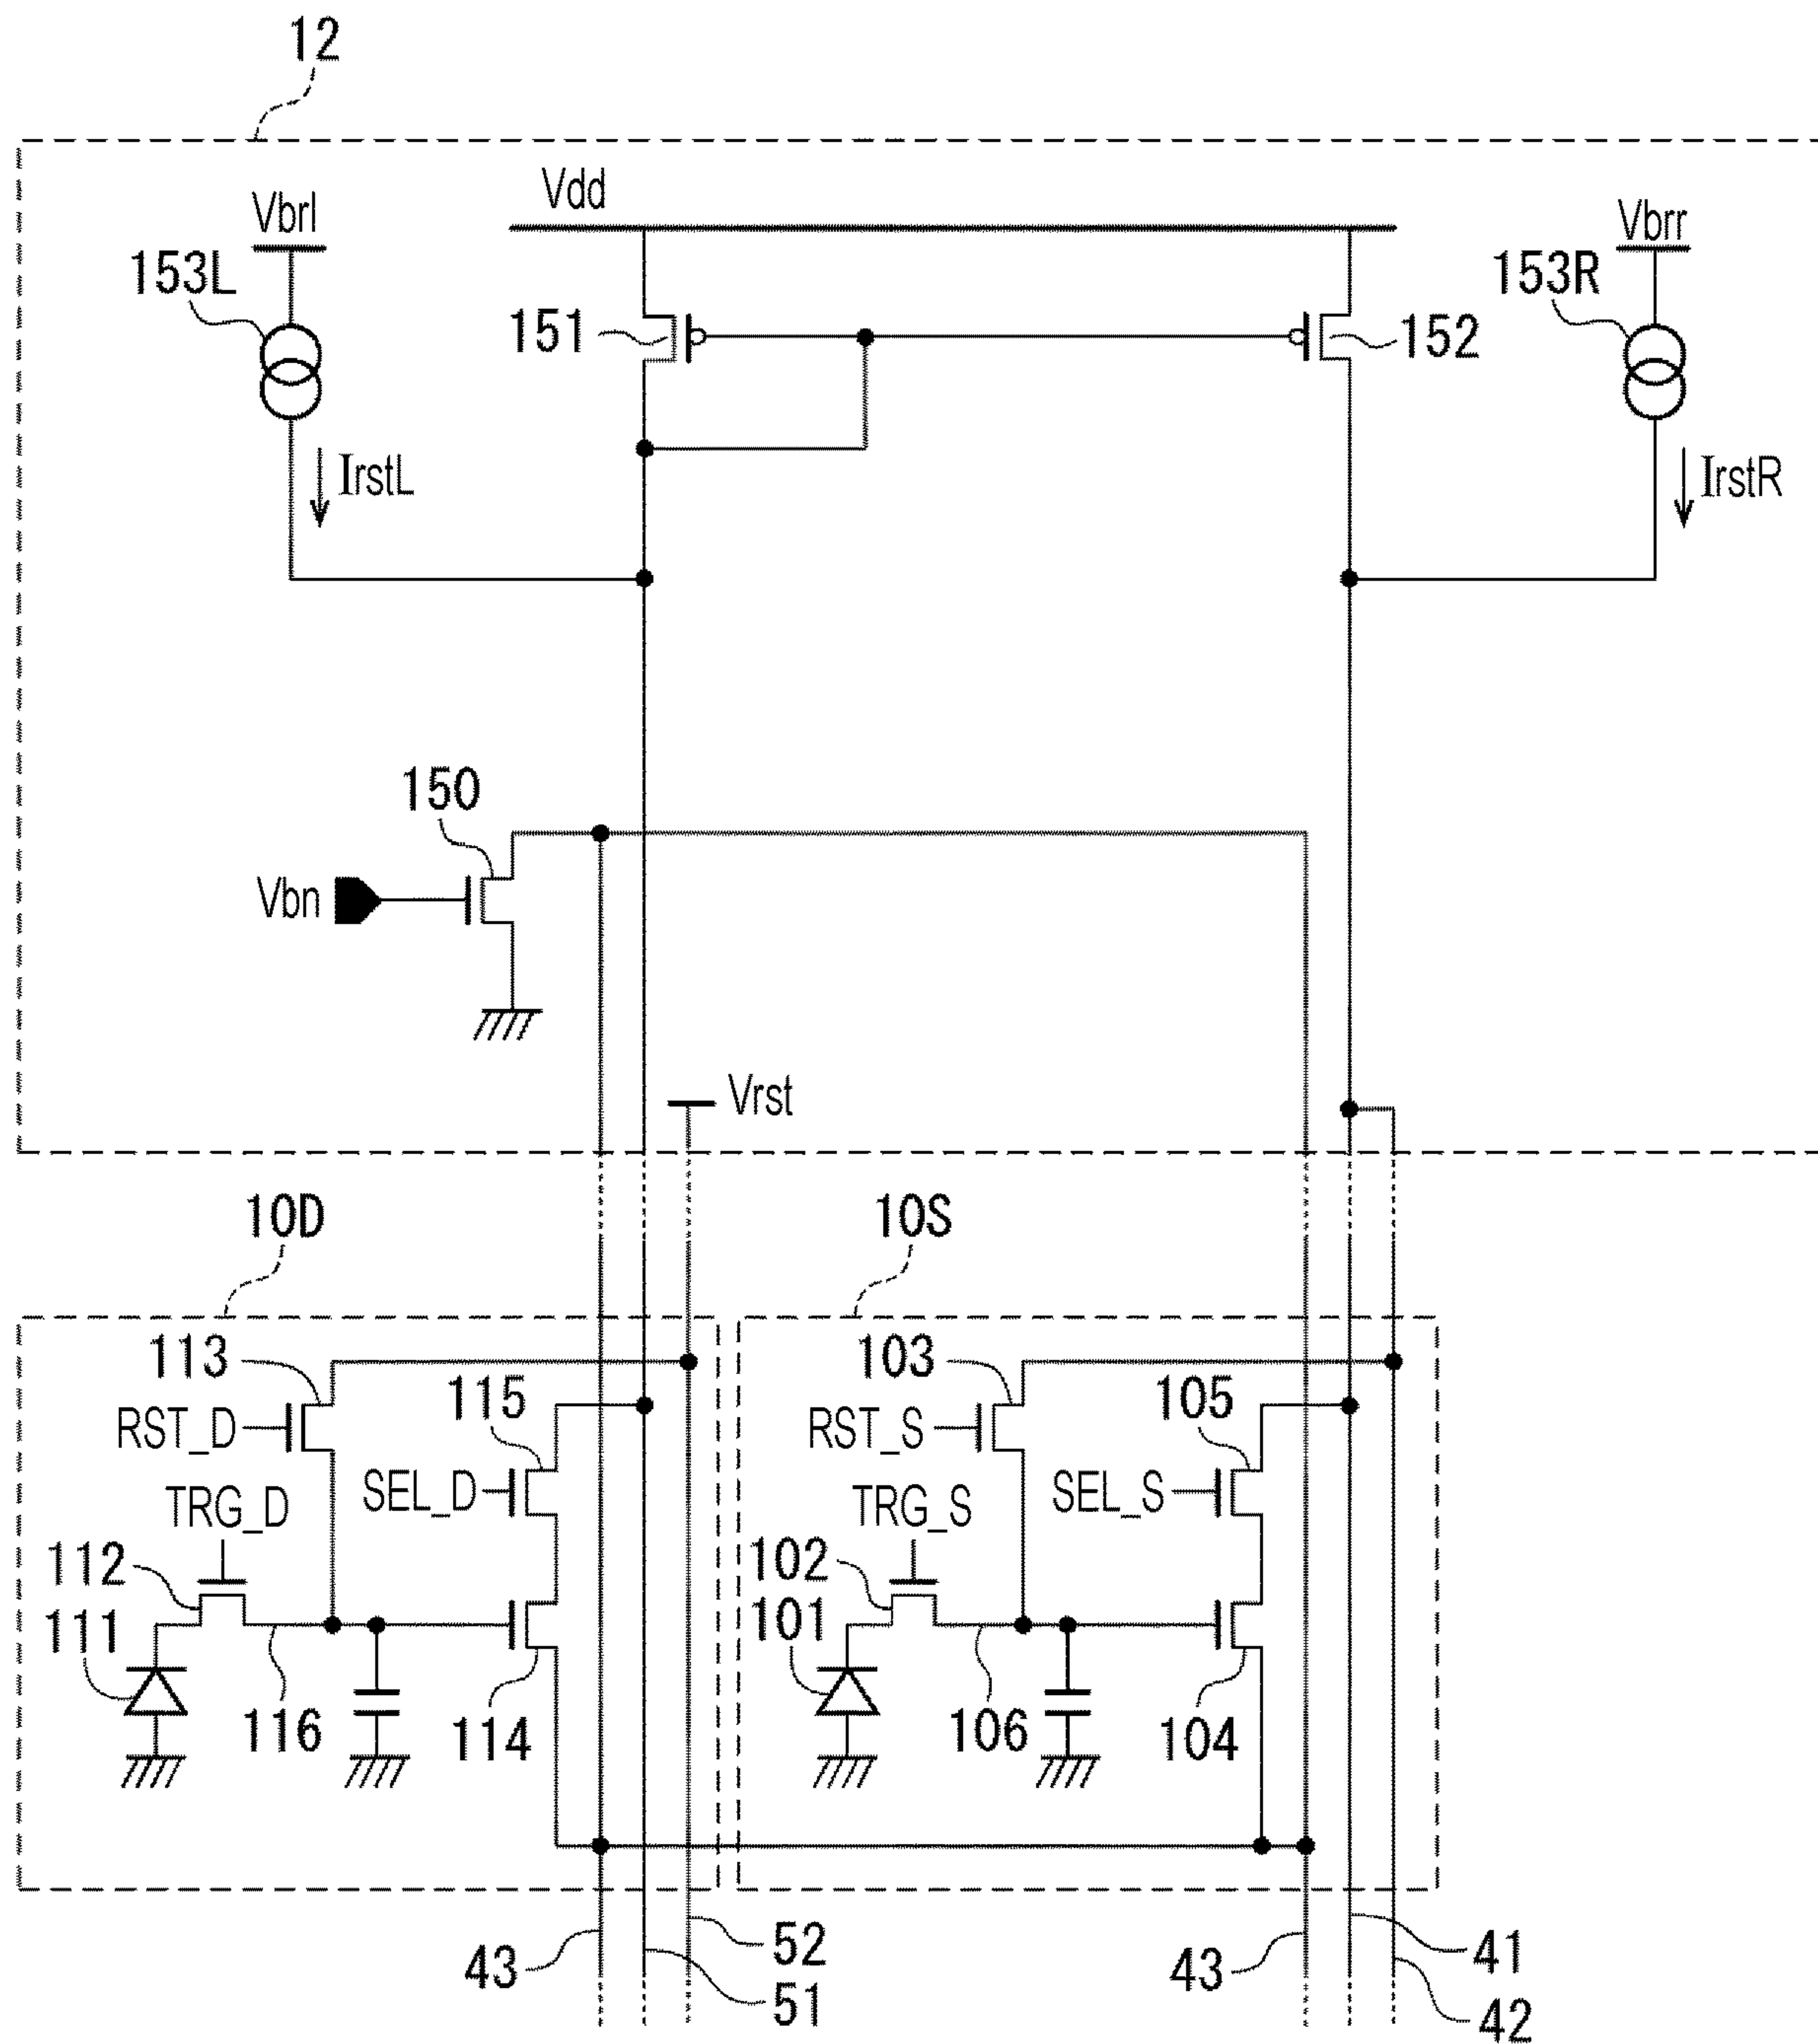 12
Vdd
Vbrl
Vbrr
153L
153R
151
152
IrstL
IrstR
150
Vbn
Vrst
10D
10S
113
103
115
105
RST_D
RST_S
SEL_D
SEL_S
TRG_D
TRG_S
112
102
111
101
116
114
106
104
43
52
51
43
41
42